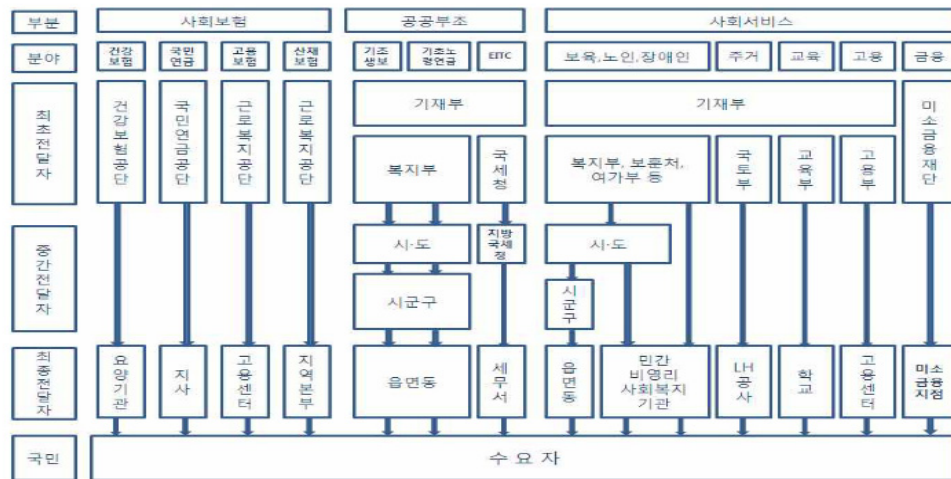 부분
사회보험
공공부조
사회서비스
분야
건강
보험
국민
연금
고용
보험
산재
보험
기초
생보
기초노
령연금
EITC
보육,노인,장애인
주거
교육
고용
금융
최초전달자
건강보험공단
국민연금공단
근로복지공단
근로복지공단
기재부
기재부
미소금융재단
복지부
국세청
복지부, 보훈처,
여가부 등
국토부
교육부
고용부
중간전달자
시·도
지방
국세
청
시·도
시군구
시군구
최종전달자
요양기관
지사
고용센터
지역본부
읍면동
세무서
읍면동
민간
비영리
사회복지
기관
LH
공사
학교
고용센터
미소
금융
지점
국민
수요자